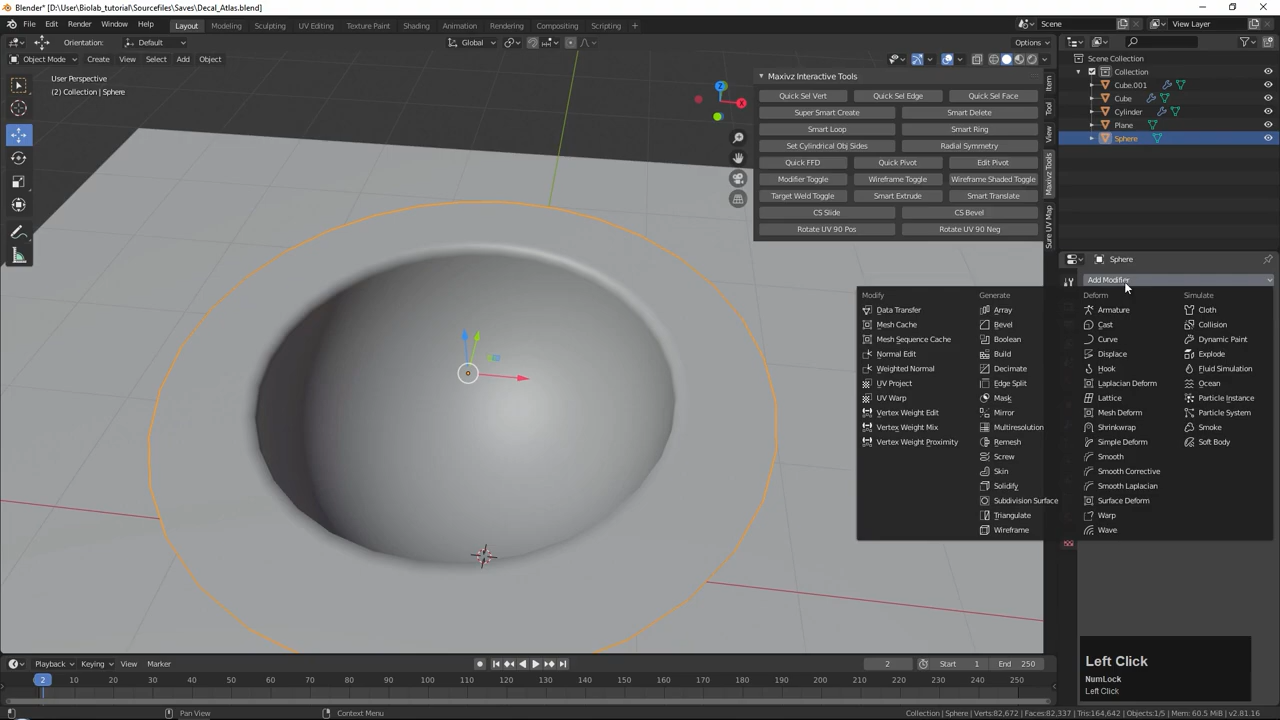 Blender* [D:\User\Biolab_tutorial\Sourcefiles\Saves\Decal_Atlas.blend]
File Edit Render Window Help Layout Modeling Sculpting UV Editing Texture Paint Shading Animation Rendering Compositing Scripting + Scene View Layer
Orientation: Default Global Options
Object Mode Create View Select Add Object
User Perspective
(2) Collection | Sphere
Z
X
Maxivz Interactive Tools
Quick Sel Vert Quick Sel Edge Quick Sel Face
Super Smart Create Smart Delete
Smart Loop Smart Ring
Set Cylindrical Obj Sides Radial Symmetry
Quick FFD Quick Pivot Edit Pivot
Modifier Toggle Wireframe Toggle Wireframe Shaded Toggle
Target Weld Toggle Smart Extrude Smart Translate
CS Slide CS Bevel
Rotate UV 90 Pos Rotate UV 90 Neg
Item
Tool
View
Maxivz Tools
Sure UV Map
Scene Collection
Collection
Cube.001
Cube
Cylinder
Plane
Sphere
Sphere
Add Modifier
Modify Generate Deform Simulate
Data Transfer Array Armature Cloth
Mesh Cache Bevel Cast Collision
Mesh Sequence Cache Boolean Curve Dynamic Paint
Normal Edit Build Displace Explode
Weighted Normal Decimate Hook Fluid Simulation
UV Project Edge Split Laplacian Deform Ocean
UV Warp Mask Lattice Particle Instance
Vertex Weight Edit Mirror Mesh Deform Particle System
Vertex Weight Mix Multiresolution Shrinkwrap Smoke
Vertex Weight Proximity Remesh Simple Deform Soft Body
Screw Smooth
Skin Smooth Corrective
Solidify Smooth Laplacian
Subdivision Surface Surface Deform
Triangulate Warp
Wireframe Wave
Left Click
NumLock
Left Click
Playback Keying View Marker 2 Start 1 End 250
2 10 20 30 40 50 60 70 80 90 100 110 120 130 140 150 160 170 180 190 200 210 220 230 240 250
Pan View Context Menu Collection | Sphere | Verts:82,672 | Faces:82,337 | Tris:164,642 | Objects:1/5 | Mem: 60.5 MiB | v2.81.16